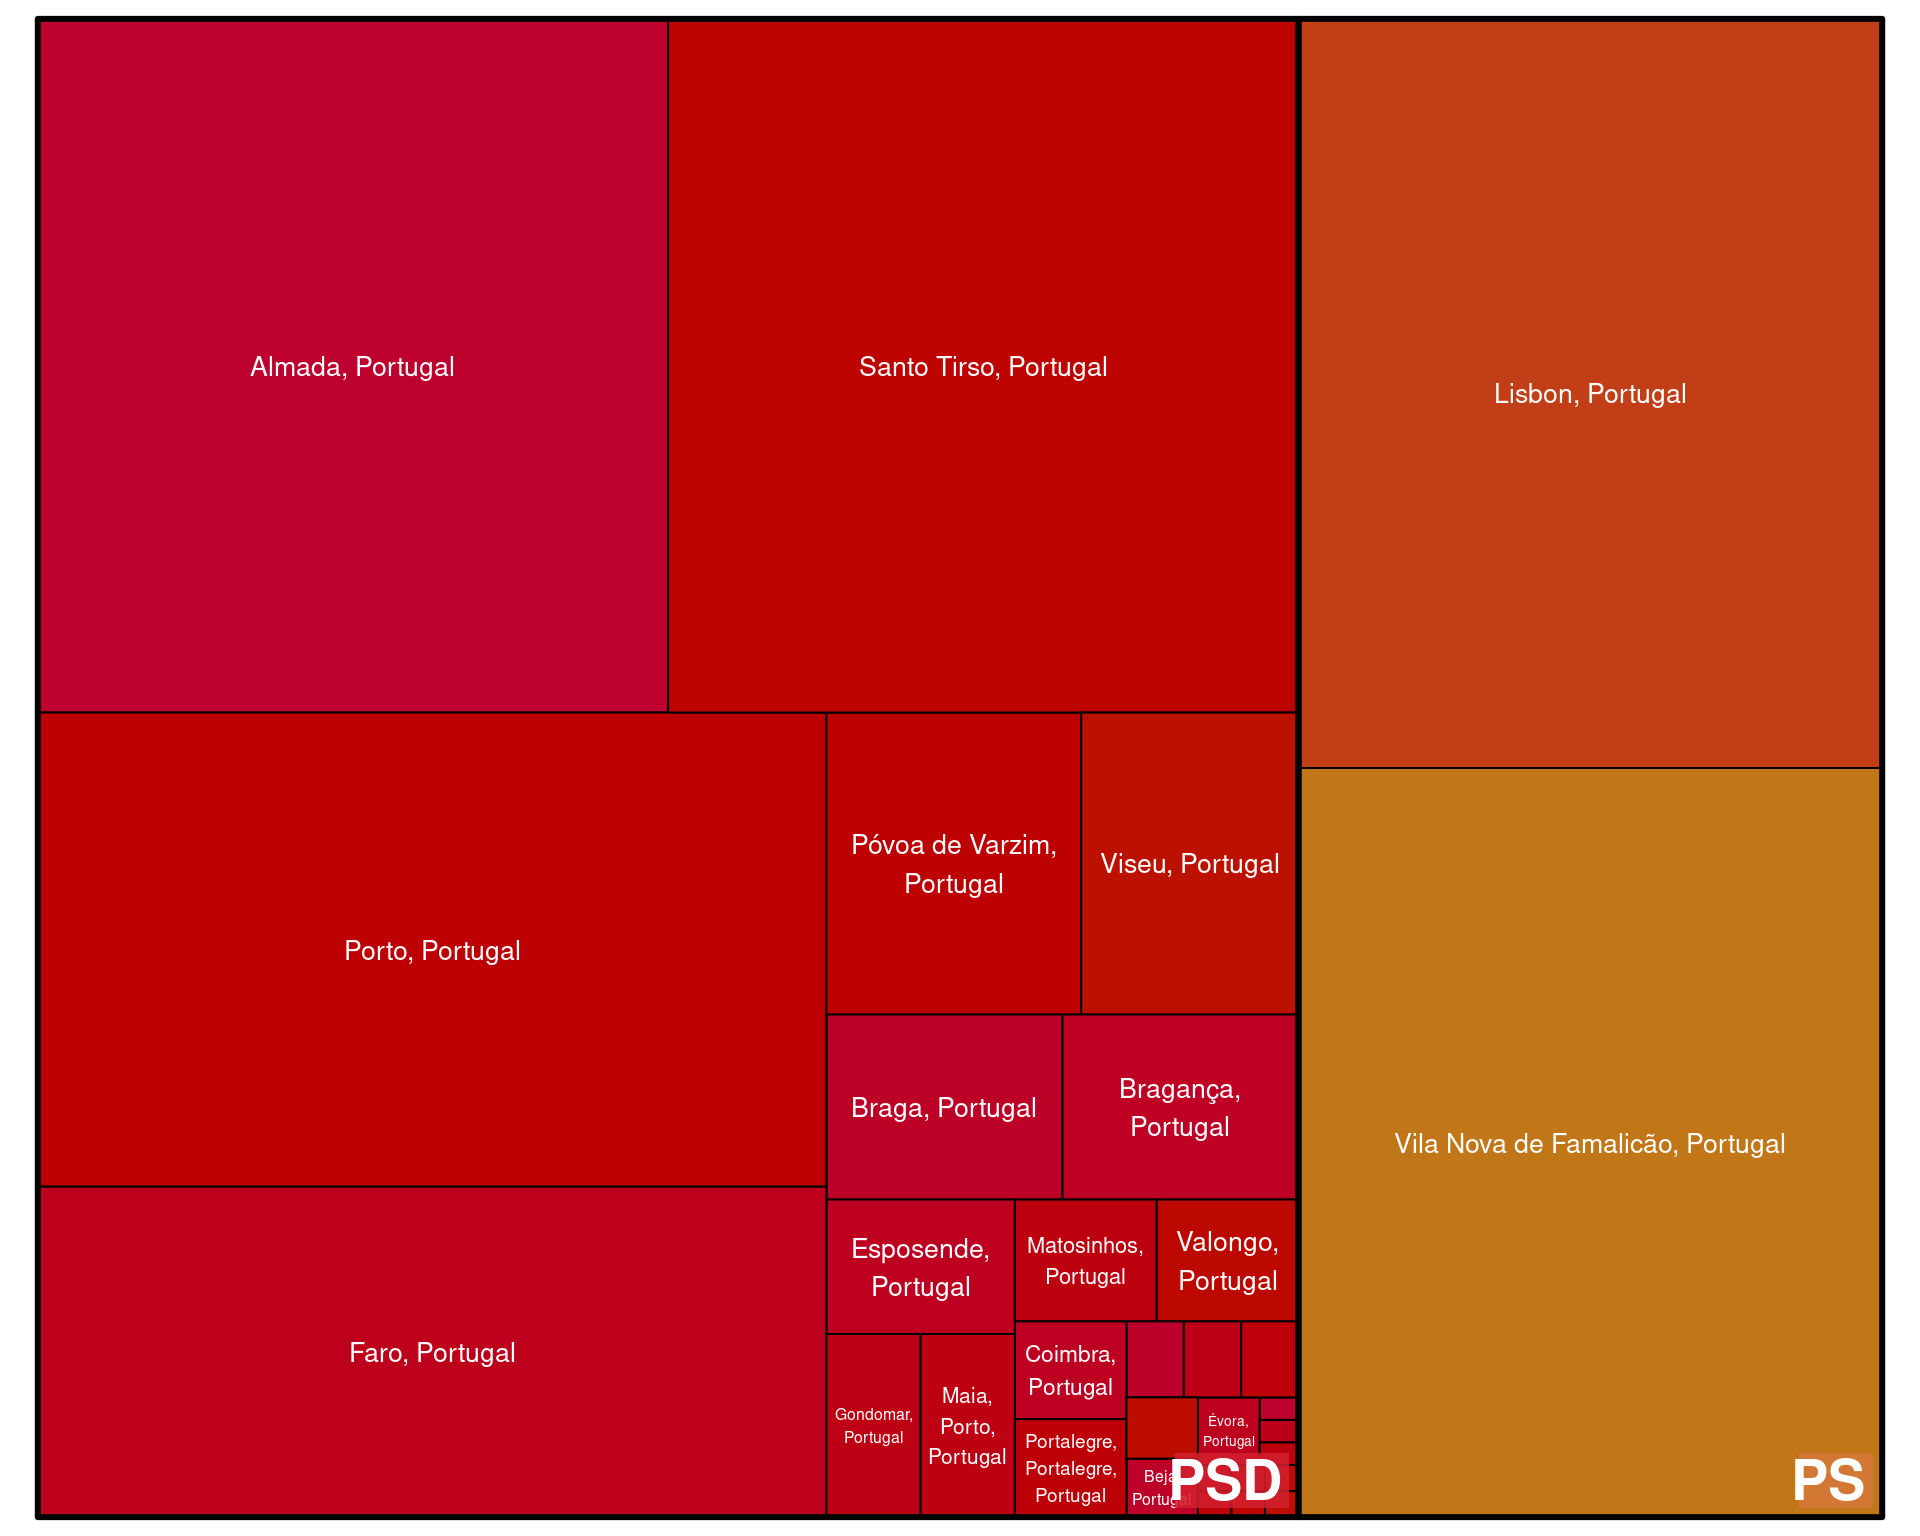 Almada, Portugal
Santo Tirso, Portugal
Lisbon, Portugal
Porto, Portugal
Póvoa de Varzim,
Portugal
Viseu, Portugal
Braga, Portugal
Bragança,
Portugal
Vila Nova de Famalicão, Portugal
Faro, Portugal
Esposende,
Portugal
Matosinhos,
Portugal
Valongo,
Portugal
Gondomar,
Portugal
Maia,
Porto,
Portugal
Coimbra,
Portugal
Portalegre,
Portalegre,
Portugal
Évora,
Portugal
Beja
Portugal
PSD
PS